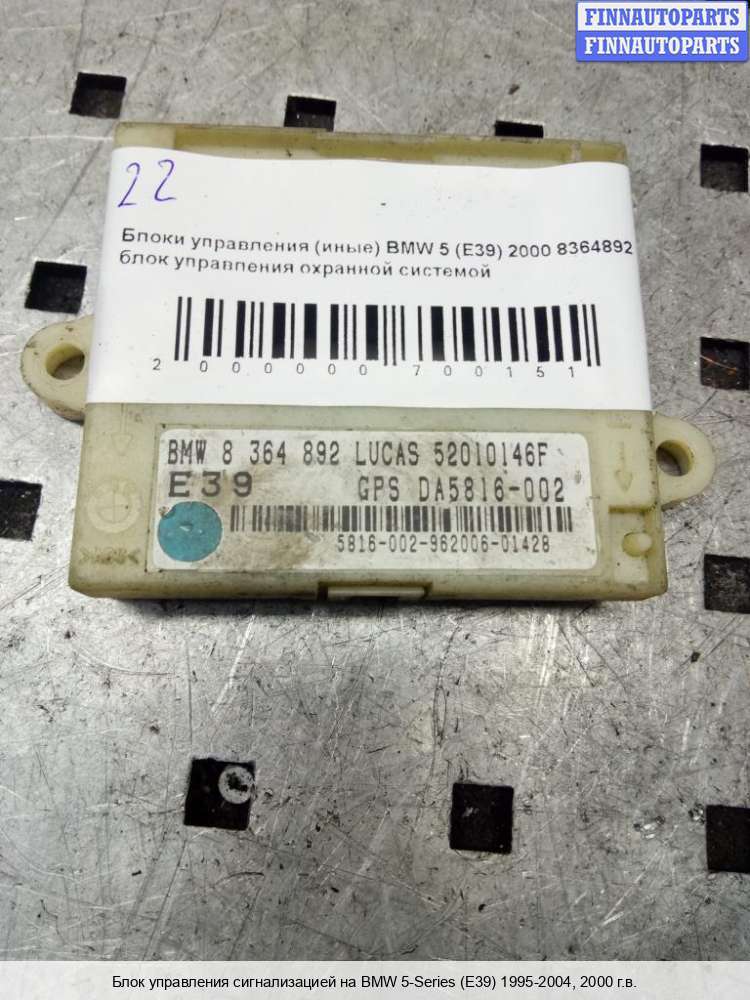 FINNAUTOPARTS
FINNAUTOPARTS
22
Блоки управления (иные) BMW 5 (E39) 2000 8364892
блок управления охранной системой
2 000000 700151
BMW 8 364 892 LUCAS 52010146F
E39 GPS DA5816-002
5816-002-962006-01428
Блок управления сигнализацией на BMW 5-Series (E39) 1995-2004, 2000 г.в.